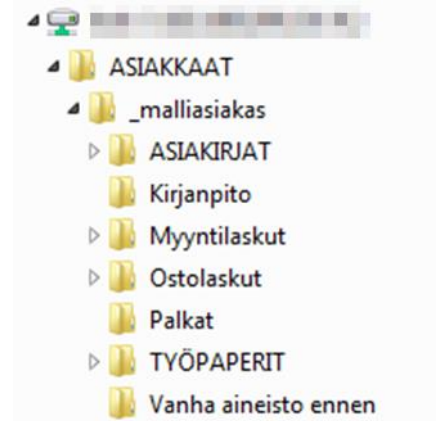 ASIAKKAAT
_malliasiakas
ASIAKIRJAT
Kirjanpito
Myyntilaskut
Ostolaskut
Palkat
TYÖPAPERIT
Vanha aineisto ennen